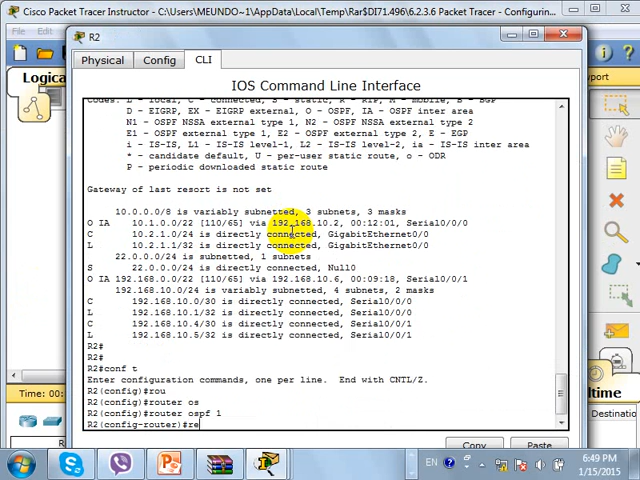 Cisco Packet Tracer Instructor - C:\Users\MEUNDO~1\AppData\Local\Temp\Rar$DI71.496\6.2.3.6 Packet Tracer - Configurin...
File
R2
Physical Config CLI
Logical
IOS Command Line Interface
Codes: L - local, C - connected, S - static, R - RIP, M - mobile, B - BGP
D - EIGRP, EX - EIGRP external, O - OSPF, IA - OSPF inter area
N1 - OSPF NSSA external type 1, N2 - OSPF NSSA external type 2
E1 - OSPF external type 1, E2 - OSPF external type 2, E - EGP
i - IS-IS, L1 - IS-IS level-1, L2 - IS-IS level-2, ia - IS-IS inter area
* - candidate default, U - per-user static route, o - ODR
P - periodic downloaded static route
Gateway of last resort is not set
10.0.0.0/8 is variably subnetted, 3 subnets, 3 masks
O IA 10.1.0.0/22 [110/65] via 192.168.10.2, 00:12:01, Serial0/0/0
C 10.2.1.0/24 is directly connected, GigabitEthernet0/0
L 10.2.1.1/32 is directly connected, GigabitEthernet0/0
22.0.0.0/24 is subnetted, 1 subnets
S 22.0.0.0/24 is directly connected, Null0
O IA 192.168.0.0/22 [110/65] via 192.168.10.6, 00:09:18, Serial0/0/1
192.168.10.0/24 is variably subnetted, 4 subnets, 2 masks
C 192.168.10.0/30 is directly connected, Serial0/0/0
L 192.168.10.1/32 is directly connected, Serial0/0/0
C 192.168.10.4/30 is directly connected, Serial0/0/1
L 192.168.10.5/32 is directly connected, Serial0/0/1
R2#
R2#
R2#conf t
Enter configuration commands, one per line. End with CNTL/Z.
R2(config)#rou
R2(config)#router os
R2(config)#router ospf 1
R2(config-router)#re
Copy Paste
Time: 00:
EN
6:49 PM
1/15/2015